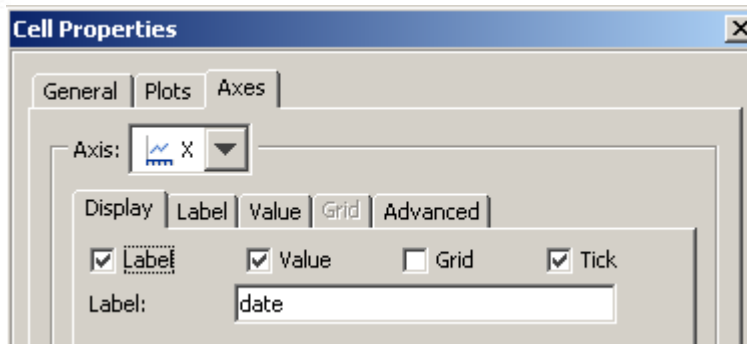 Cell Properties
General Plots Axes
Axis: X
Display Label Value Grid Advanced
Label Value Grid Tick
Label: date